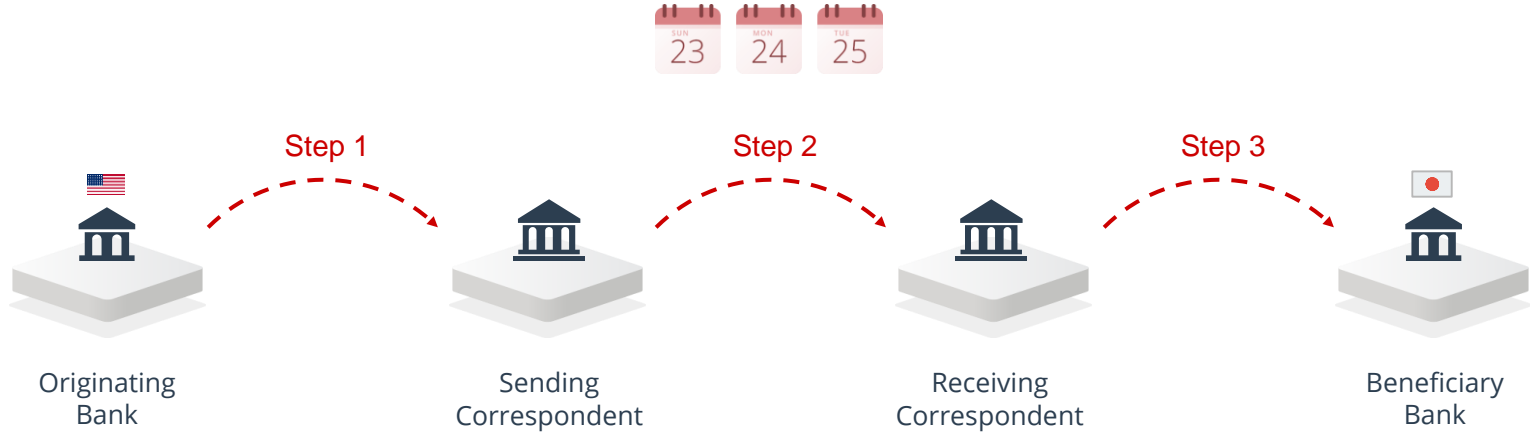 SUN MON TUE
23 24 25
Step 1 Step 2 Step 3
Originating Sending Receiving Beneficiary
Bank Correspondent Correspondent Bank